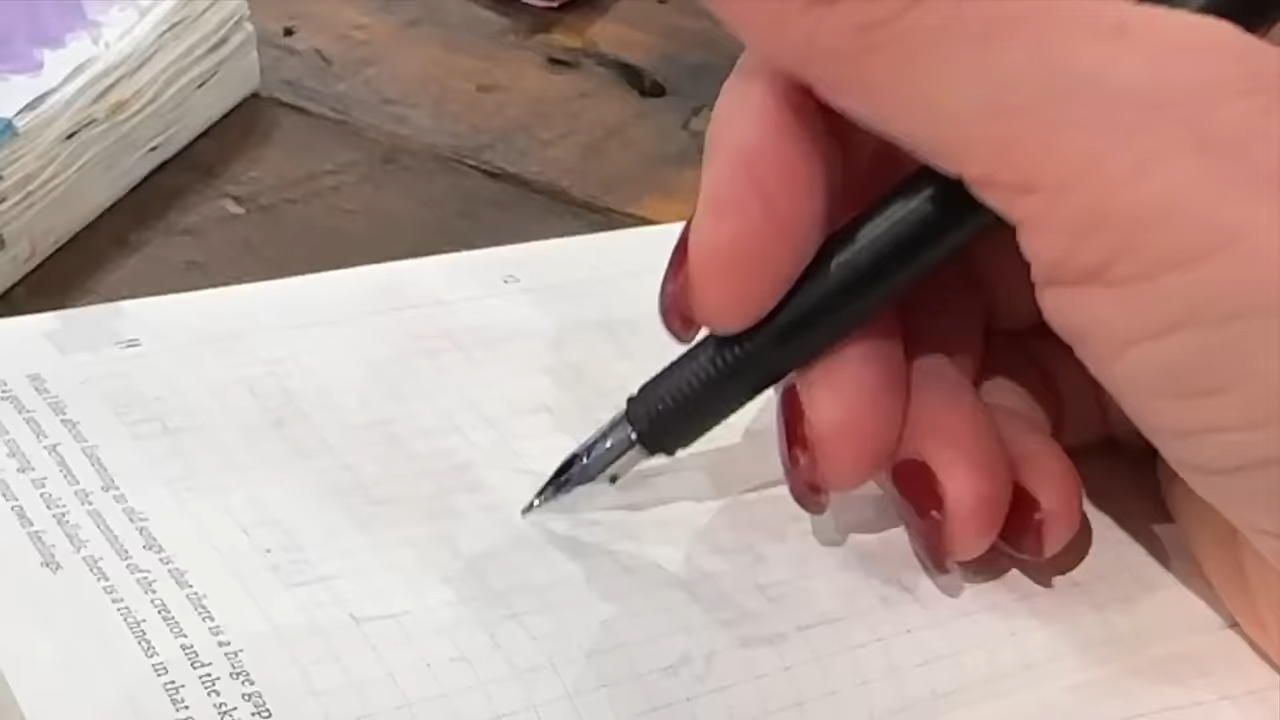 11
What I like about listening to old songs is that there is a huge gap
a good sense, between the intentions of the creator and the
singing. In old ballads, there is a richness in that
own feelings.